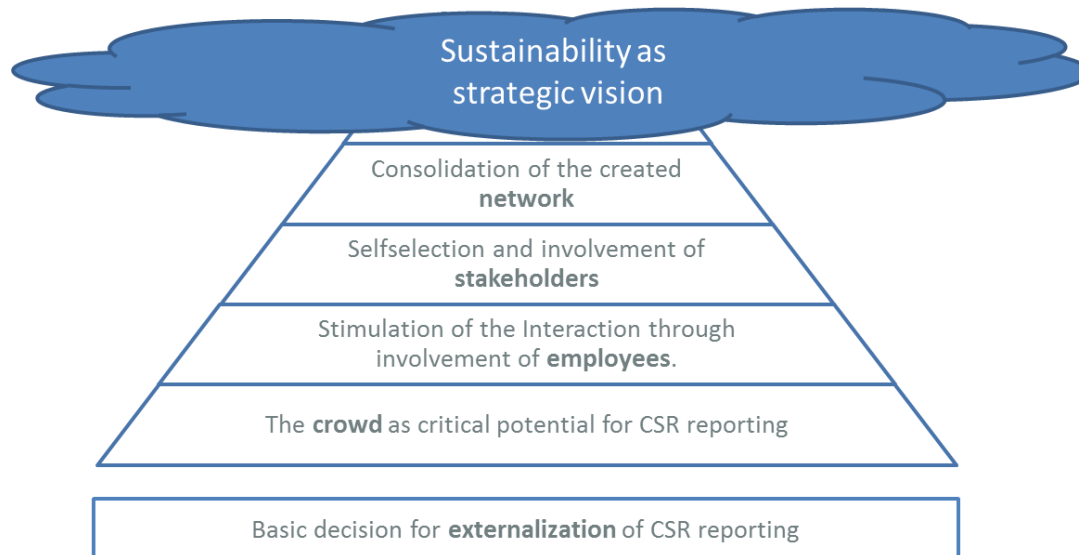 Sustainability as
strategic vision
Consolidation of the created
network
Selfselection and involvement of
stakeholders
Stimulation of the Interaction through
involvement of employees.
The crowd as critical potential for CSR reporting
Basic decision for externalization of CSR reporting